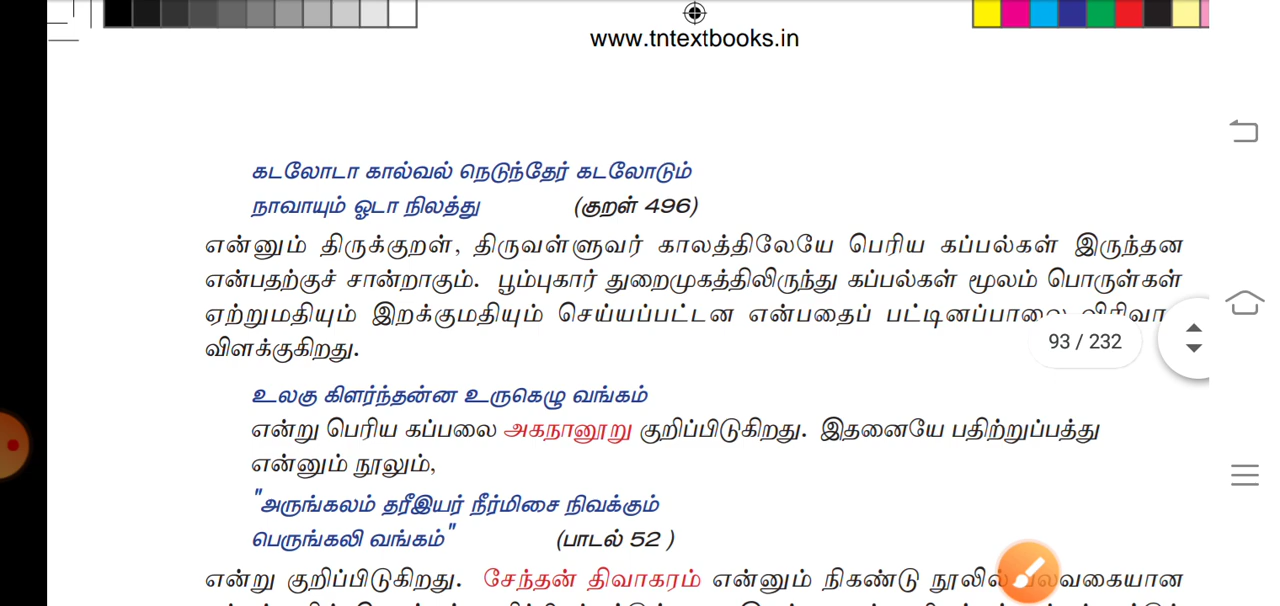 www.tntextbooks.in
கடலோடா கால்வல் நெடுந்தேர் கடலோடும்
நாவாயும் ஓடா நிலத்து (குறள் 496)
என்னும் திருக்குறள், திருவள்ளுவர் காலத்திலேயே பெரிய கப்பல்கள் இருந்தன
என்பதற்குச் சான்றாகும். பூம்புகார் துறைமுகத்திலிருந்து கப்பல்கள் மூலம் பொருள்கள்
ஏற்றுமதியும் இறக்குமதியும் செய்யப்பட்டன என்பதைப் பட்டினப்பாலை
93 / 232
விளக்குகிறது.
உலகு கிளர்ந்தன்ன உருகெழு வங்கம்
என்று பெரிய கப்பலை அகநானூறு குறிப்பிடுகிறது. இதனையே பதிற்றுப்பத்து
என்னும் நூலும்,
"அருங்கலம் தரீஇயர் நீர்மிசை நிவக்கும்
பெருங்கலி வங்கம்" (பாடல் 52 )
என்று குறிப்பிடுகிறது. சேந்தன் திவாகரம் என்னும் நிகண்டு நூலில் பலவகையான